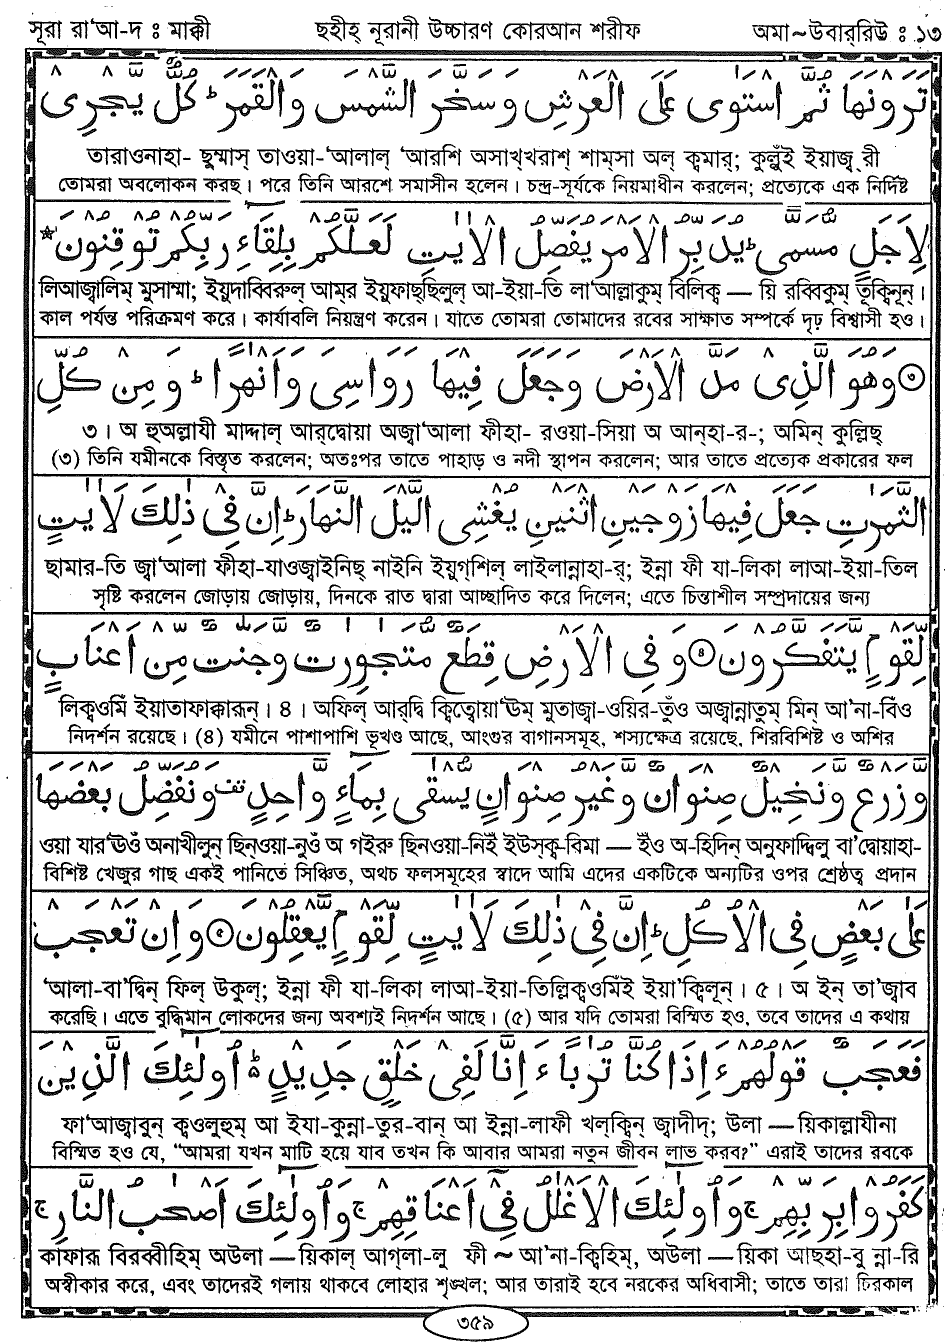 সূরা রা‘আ-দ : মাক্কী ছহীহ্ নূরানী উচ্চারণ কোরআন শরীফ অমা~উবার্‌রিউ : ১৩
تَرَوْنَهَا ثُمَّ اسْتَوٰى عَلَى الْعَرْشِ وَسَخَّرَ الشَّمْسَ وَالْقَمَرَ ؕ كُلٌّ يَّجْرِىْ
তারাওনাহা- ছুম্মাস্ তাওয়া-‘আলাল্ ‘আরশি অসাখ্খরাশ্ শাম্সা অল্ ক্বমার্; কুল্লুঁই ইয়াজ্ব্ রী
তোমরা অবলোকন করছ। পরে তিনি আরশে সমাসীন হলেন। চন্দ্র-সূর্যকে নিয়মাধীন করলেন; প্রত্যেকে এক নির্দিষ্ট
لِاَجَلٍ مُّسَمًّى ؕ يُدَبِّرُ الْاَمْرَ يُفَصِّلُ الْاٰيٰتِ لَعَلَّكُمْ بِلِقَآءِ رَبِّكُمْ تُوْقِنُوْنَ
লিআজ্বালিম্ মুসাম্মা; ইয়ুদাব্বিরুল্ আম্‌র ইয়ুফাছ্‌ছিলুল্ আ-ইয়া-তি লা‘আল্লাকুম্ বিলিক্ব — য়ি রব্বিকুম্ তূক্বিনূন্।
কাল পর্যন্ত পরিক্রমণ করে। কার্যাবলি নিয়ন্ত্রণ করেন। যাতে তোমরা তোমাদের রবের সাক্ষাত সম্পর্কে দৃঢ় বিশ্বাসী হও।
۳ وَهُوَ الَّذِىْ مَدَّ الْاَرْضَ وَجَعَلَ فِيْهَا رَوَاسِىَ وَاَنْهٰرًا ؕ وَمِنْ كُلِّ
৩। অ হুঅল্লাযী মাদ্দাল্ আর্‌দ্বোয়া অজ্বা‘আলা ফীহা- রওয়া-সিয়া অ আন্‌হা-র-; অমিন্ কুল্লিছ্
(৩) তিনি যমীনকে বিস্তৃত করলেন; অতঃপর তাতে পাহাড় ও নদী স্থাপন করলেন; আর তাতে প্রত্যেক প্রকারের ফল
الثَّمَرٰتِ جَعَلَ فِيْهَا زَوْجَيْنِ اثْنَيْنِ يُغْشِى الَّيْلَ النَّهَارَ ؕ اِنَّ فِىْ ذٰلِكَ لَاٰيٰتٍ
ছামার-তি জ্বা‘আলা ফীহা-যাওজ্বাইনিছ্ নাইনি ইয়ুগ্‌শিল্ লাইলান্নাহা-র্; ইন্না ফী যা-লিকা লাআ-ইয়া-তিল
সৃষ্টি করলেন জোড়ায় জোড়ায়, দিনকে রাত দ্বারা আচ্ছাদিত করে দিলেন; এতে চিন্তাশীল সম্প্রদায়ের জন্য
لِّقَوْمٍ يَّتَفَكَّرُوْنَ ۴ وَفِى الْاَرْضِ قِطَعٌ مُّتَجٰوِرٰتٌ وَّجَنّٰتٌ مِّنْ اَعْنَابٍ
লিক্বওমিঁ ইয়াতাফাক্কারূন্। ৪। অফিল্ আর্‌দ্বি ক্বিত্বোয়া‘ঊম্ মুতাজ্বা-ওয়ির-তুঁও অজ্বান্নাতুম্ মিন্ আ’না-বিঁও
নিদর্শন রয়েছে। (৪) যমীনে পাশাপাশি ভূখণ্ড আছে, আংগুর বাগানসমূহ, শস্যক্ষেত্র রয়েছে, শিরবিশিষ্ট ও অশির
وَّزَرْعٌ وَّنَخِيْلٌ صِنْوَانٌ وَّغَيْرُ صِنْوَانٍ يُّسْقٰى بِمَآءٍ وَّاحِدٍ قف وَنُفَضِّلُ بَعْضَهَا
ওয়া যার‘ঊওঁ অনাখীলুন্ ছিন্‌ওয়া-নুওঁ অ গইরু ছিনওয়া-নিইঁ ইউস্‌ক্ব-বিমা — ইঁও অ-হিদিন্ অনুফাদ্দিলু বা’দ্বোয়াহা-
বিশিষ্ট খেজুর গাছ একই পানিতে সিঞ্চিত, অথচ ফলসমূহের স্বাদে আমি এদের একটিকে অন্যটির ওপর শ্রেষ্ঠত্ব প্রদান
عَلٰى بَعْضٍ فِى الْاُكُلِ ؕ اِنَّ فِىْ ذٰلِكَ لَاٰيٰتٍ لِّقَوْمٍ يَّعْقِلُوْنَ ۵ وَاِنْ تَعْجَبْ
‘আলা-বা’দ্বিন্ ফিল্ উকুল্; ইন্না ফী যা-লিকা লাআ-ইয়া-তিল্লিক্বওমিঁই ইয়া’ক্বিলূন্। ৫। অ ইন্ তা’জ্বাব
করেছি। এতে বুদ্ধিমান লোকদের জন্য অবশ্যই নিদর্শন আছে। (৫) আর যদি তোমরা বিস্মিত হও, তবে তাদের এ কথায়
فَعَجَبٌ قَوْلُهُمْ ءَاِذَا كُنَّا تُرٰبًا ءَاِنَّا لَفِىْ خَلْقٍ جَدِيْدٍ ؕ اُولٰٓئِكَ الَّذِيْنَ
ফা‘আজ্বাবুন্ ক্বওলুহুম্ আ ইযা-কুন্না-তুর-বান্ আ ইন্না-লাফী খল্‌ক্বিন্ জ্বাদীদ্; উলা — য়িকাল্লাযীনা
বিস্মিত হও যে, “আমরা যখন মাটি হয়ে যাব তখন কি আবার আমরা নতুন জীবন লাভ করব?” এরাই তাদের রবকে
كَفَرُوْا بِرَبِّهِمْ ۚ وَاُولٰٓئِكَ الْاَغْلٰلُ فِىْٓ اَعْنَاقِهِمْ ۚ وَاُولٰٓئِكَ اَصْحٰبُ النَّارِ ۚ
কাফারূ বিরব্বীহিম্ অউলা — য়িকাল্ আগ্‌লা-লু ফী ~ আ’না-ক্বিহিম্, অউলা — য়িকা আছহা-বু ন্না-রি
অস্বীকার করে, এবং তাদেরই গলায় থাকবে লোহার শৃঙ্খল; আর তারাই হবে নরকের অধিবাসী; তাতে তারা চিরকাল
৩৫৯